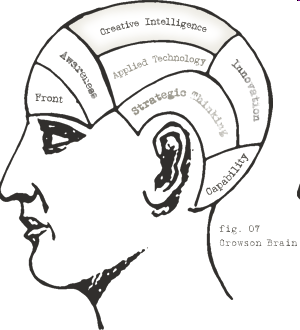 Creative Intelligence
Awareness
Applied Technology
Innovation
Front
Strategic Thinking
Capability
fig. 07
Crowson Brain